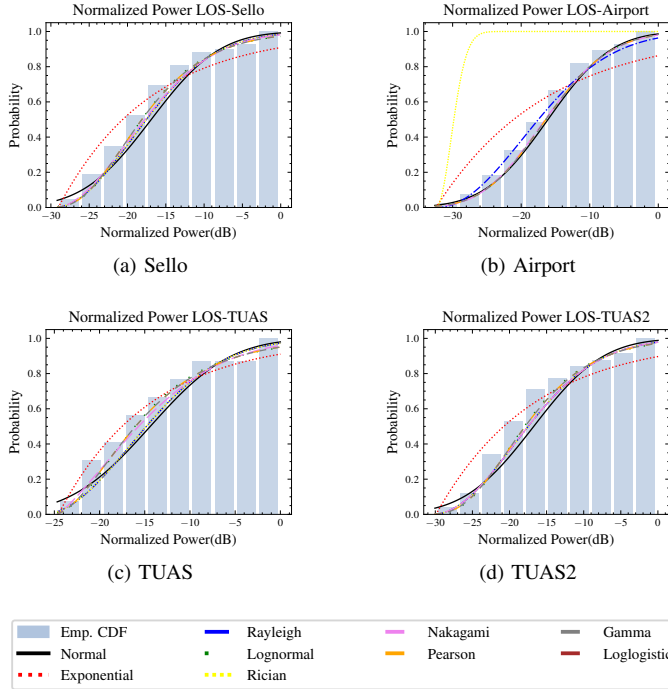 Normalized Power LOS-Sello
Probability
1.0
0.8
0.6
0.4
0.2
0.0
−30 −25 −20 −15 −10 −5 0
Normalized Power(dB)
(a) Sello
Normalized Power LOS-Airport
Probability
1.0
0.8
0.6
0.4
0.2
0.0
−30 −20 −10 0
Normalized Power(dB)
(b) Airport
Normalized Power LOS-TUAS
Probability
1.0
0.8
0.6
0.4
0.2
0.0
−25 −20 −15 −10 −5 0
Normalized Power(dB)
(c) TUAS
Normalized Power LOS-TUAS2
Probability
1.0
0.8
0.6
0.4
0.2
0.0
−30 −25 −20 −15 −10 −5 0
Normalized Power(dB)
(d) TUAS2
Emp. CDF Rayleigh Nakagami Gamma
Normal Lognormal Pearson Loglogistic
Exponential Rician